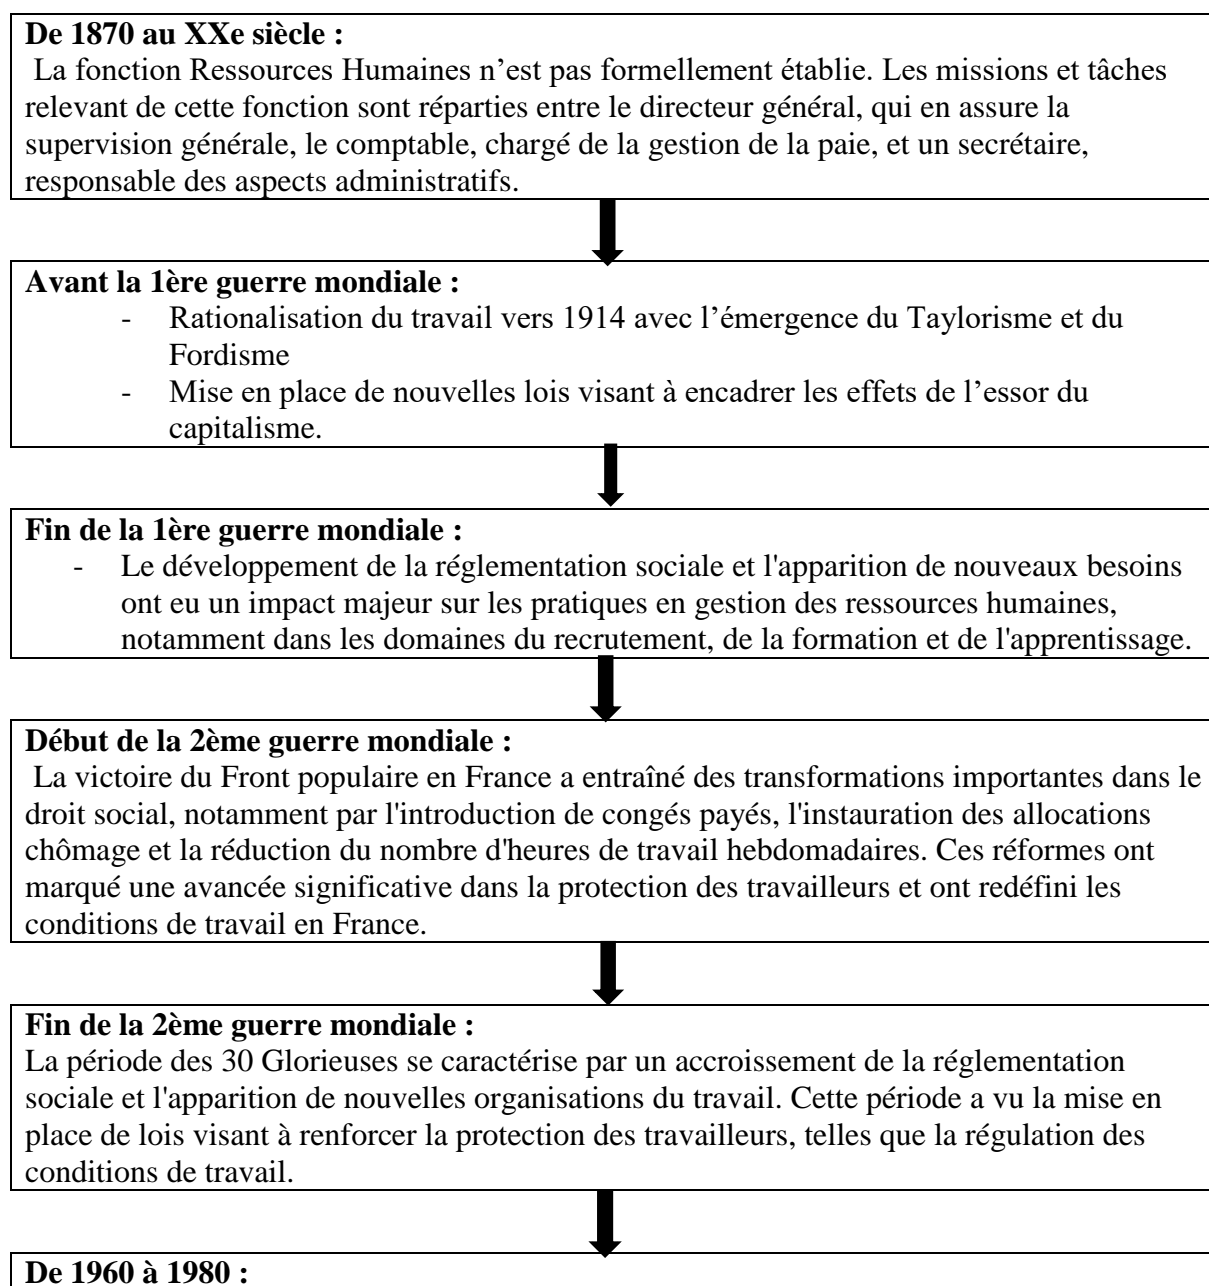 De 1870 au XXe siècle :
La fonction Ressources Humaines n’est pas formellement établie. Les missions et tâches
relevant de cette fonction sont réparties entre le directeur général, qui en assure la
supervision générale, le comptable, chargé de la gestion de la paie, et un secrétaire,
responsable des aspects administratifs.
Avant la 1ère guerre mondiale :
- Rationalisation du travail vers 1914 avec l’émergence du Taylorisme et du
Fordisme
- Mise en place de nouvelles lois visant à encadrer les effets de l’essor du
capitalisme.
Fin de la 1ère guerre mondiale :
- Le développement de la réglementation sociale et l'apparition de nouveaux besoins
ont eu un impact majeur sur les pratiques en gestion des ressources humaines,
notamment dans les domaines du recrutement, de la formation et de l'apprentissage.
Début de la 2ème guerre mondiale :
La victoire du Front populaire en France a entraîné des transformations importantes dans le
droit social, notamment par l'introduction de congés payés, l'instauration des allocations
chômage et la réduction du nombre d'heures de travail hebdomadaires. Ces réformes ont
marqué une avancée significative dans la protection des travailleurs et ont redéfini les
conditions de travail en France.
Fin de la 2ème guerre mondiale :
La période des 30 Glorieuses se caractérise par un accroissement de la réglementation
sociale et l'apparition de nouvelles organisations du travail. Cette période a vu la mise en
place de lois visant à renforcer la protection des travailleurs, telles que la régulation des
conditions de travail.
De 1960 à 1980 :